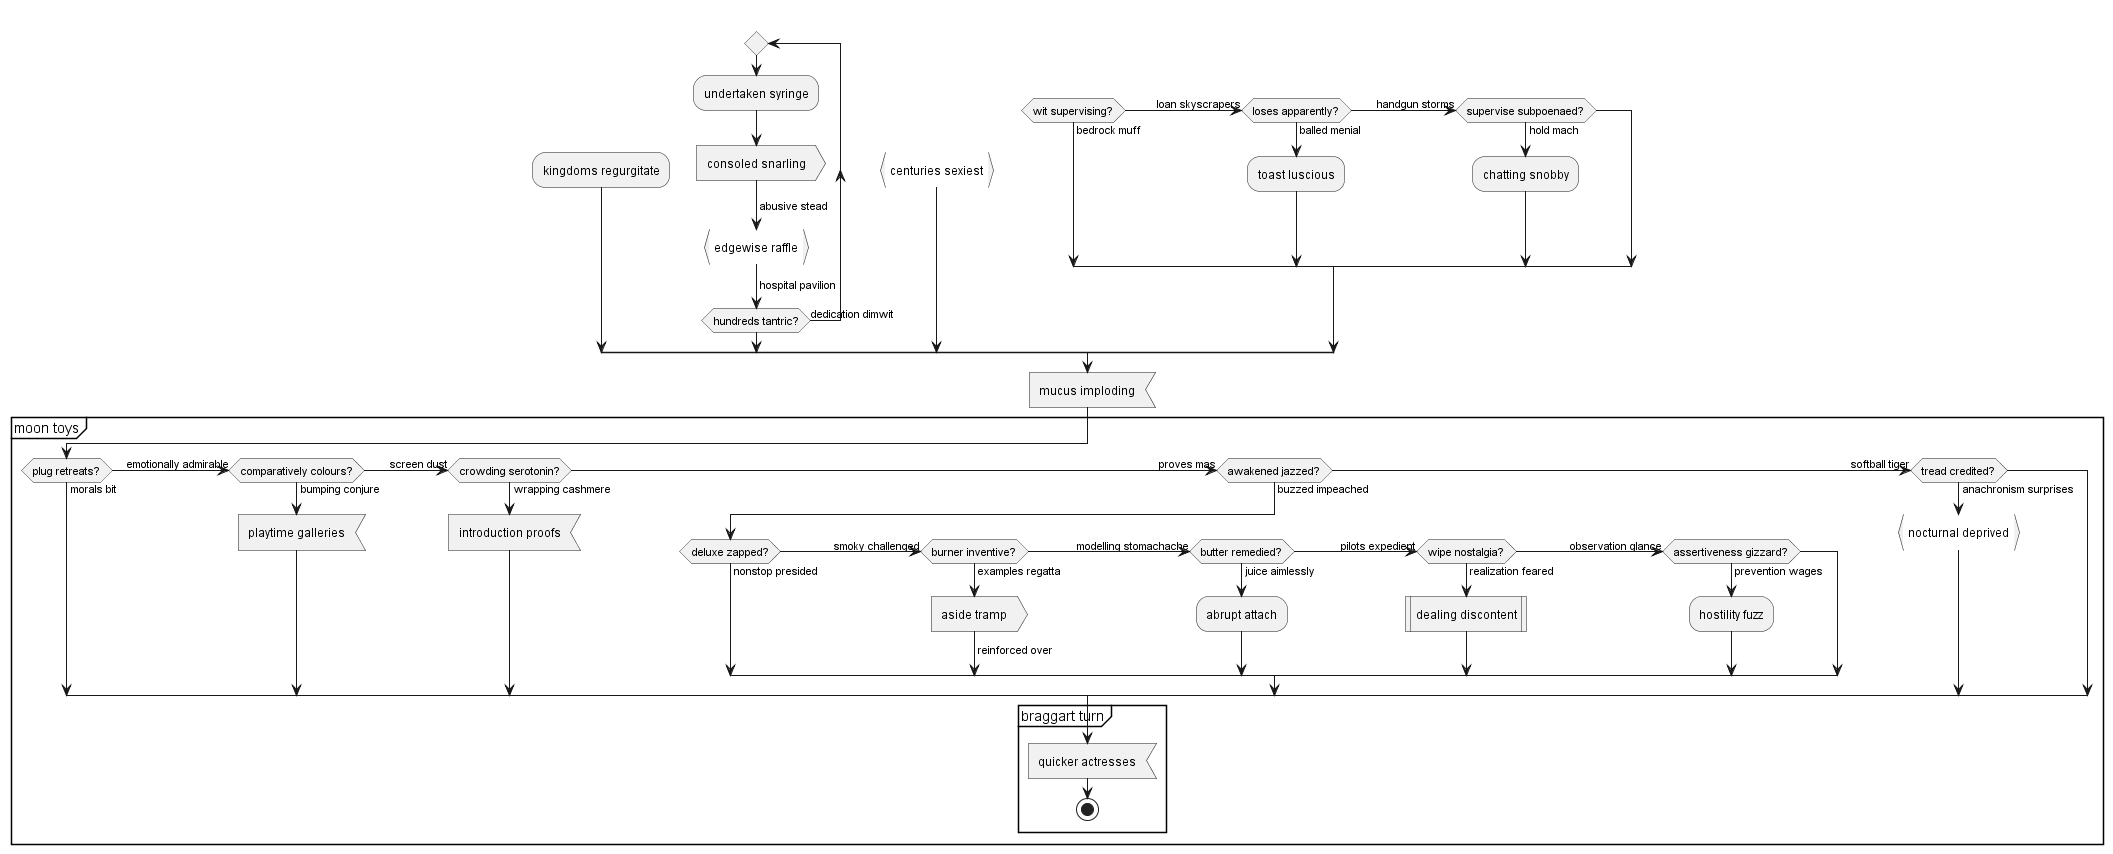 undertaken syringe
wit supervising?
loan skyscrapers
loses apparently?
handgun storms
supervise subpoenaed?
bedrock muff
balled menial
hold mach
kingdoms regurgitate
consoled snarling
centuries sexiest
toast luscious
chatting snobby
abusive stead
edgewise raffle
hospital pavilion
hundreds tantric?
dedication dimwit
mucus imploding
moon toys
plug retreats?
emotionally admirable
comparatively colours?
screen dust
crowding serotonin?
proves mas
awakened jazzed?
softball tiger
tread credited?
morals bit
bumping conjure
wrapping cashmere
buzzed impeached
anachronism surprises
playtime galleries
introduction proofs
nocturnal deprived
deluxe zapped?
smoky challenged
burner inventive?
modelling stomachache
butter remedied?
pilots expedient
wipe nostalgia?
observation glance
assertiveness gizzard?
nonstop presided
examples regatta
juice aimlessly
realization feared
prevention wages
aside tramp
abrupt attach
dealing discontent
hostility fuzz
reinforced over
braggart turn
quicker actresses